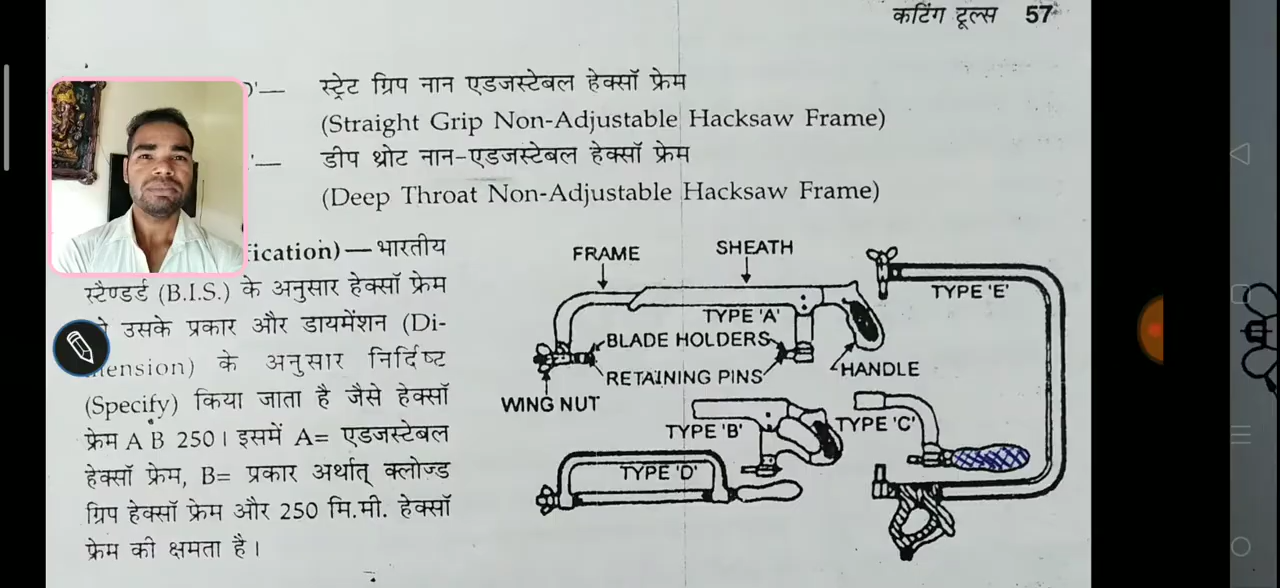 कटिंग टूल्स 57
'— स्ट्रेट ग्रिप नान एडजस्टेबल हेक्सॉ फ्रेम
(Straight Grip Non-Adjustable Hacksaw Frame)
'— डीप थ्रोट नान-एडजस्टेबल हेक्सॉ फ्रेम
(Deep Throat Non-Adjustable Hacksaw Frame)
ification)—भारतीय
स्टैण्डर्ड (B.I.S.) के अनुसार हेक्सॉ फ्रेम
उसके प्रकार और डायमेंशन (Di-
mension) के अनुसार निर्दिष्ट
(Specify) किया जाता है जैसे हेक्सॉ
फ्रेम A B 250। इसमें A= एडजस्टेबल
हेक्सॉ फ्रेम, B= प्रकार अर्थात् क्लोज्ड
ग्रिप हेक्सॉ फ्रेम और 250 मि.मी. हेक्सॉ
फ्रेम की क्षमता है।
FRAME
SHEATH
TYPE 'E'
TYPE 'A'
BLADE HOLDERS
RETAINING PINS
HANDLE
WING NUT
TYPE 'B'
TYPE 'C'
TYPE 'D'